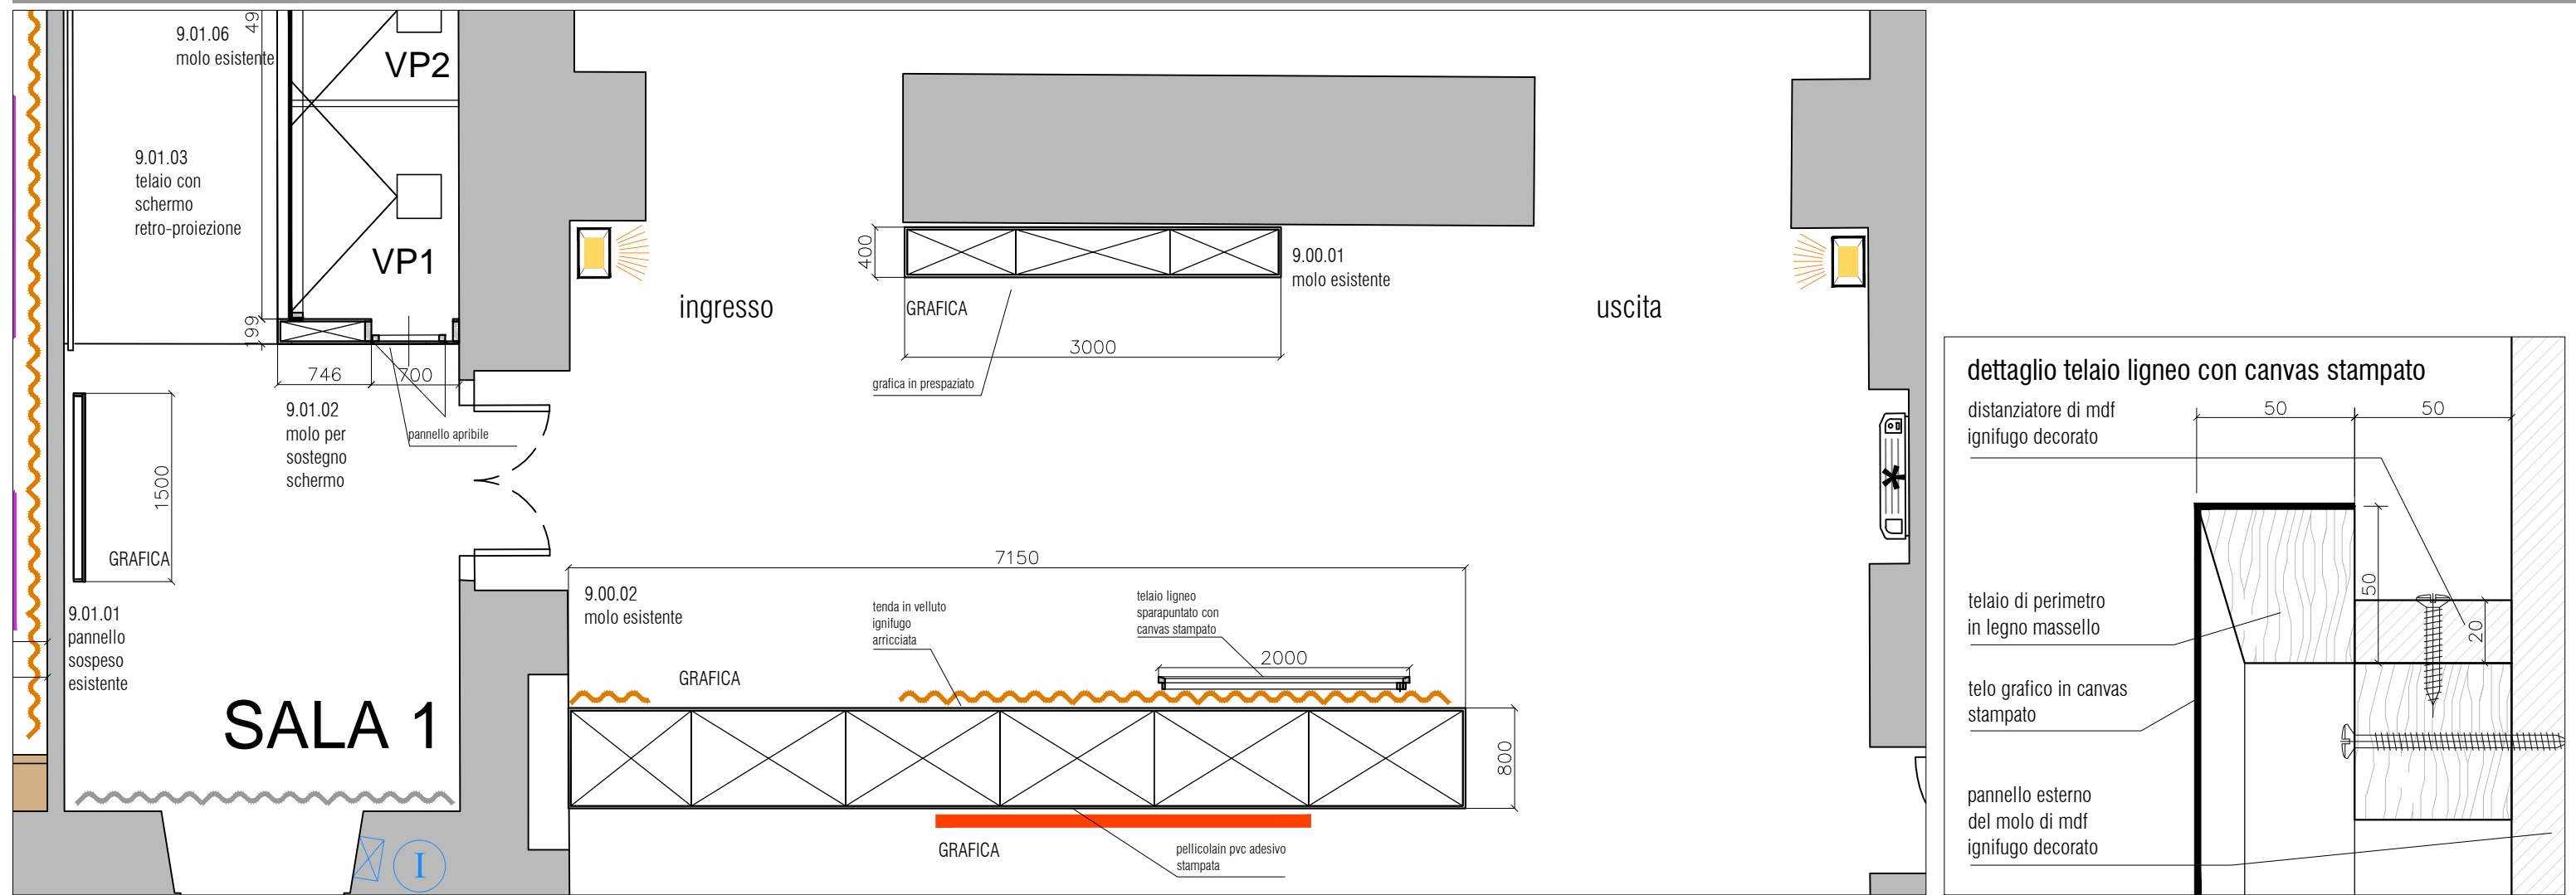 9.01.06
molo esistente
49
VP2
9.01.03
telaio con
schermo
retro-proiezione
VP1
199
746
700
9.01.02
molo per
sostegno
schermo
pannello apribile
1500
GRAFICA
9.01.01
pannello
sospeso
esistente
SALA 1
I
ingresso
400
9.00.01
molo esistente
GRAFICA
3000
grafica in prespaziato
uscita
*
7150
9.00.02
molo esistente
tenda in velluto
ignifugo
arricciata
telaio ligneo
sparapuntato con
canvas stampato
2000
GRAFICA
800
GRAFICA
pellicolain pvc adesivo
stampata
dettaglio telaio ligneo con canvas stampato
distanziatore di mdf
ignifugo decorato
50
50
50
20
telaio di perimetro
in legno massello
telo grafico in canvas
stampato
pannello esterno
del molo di mdf
ignifugo decorato